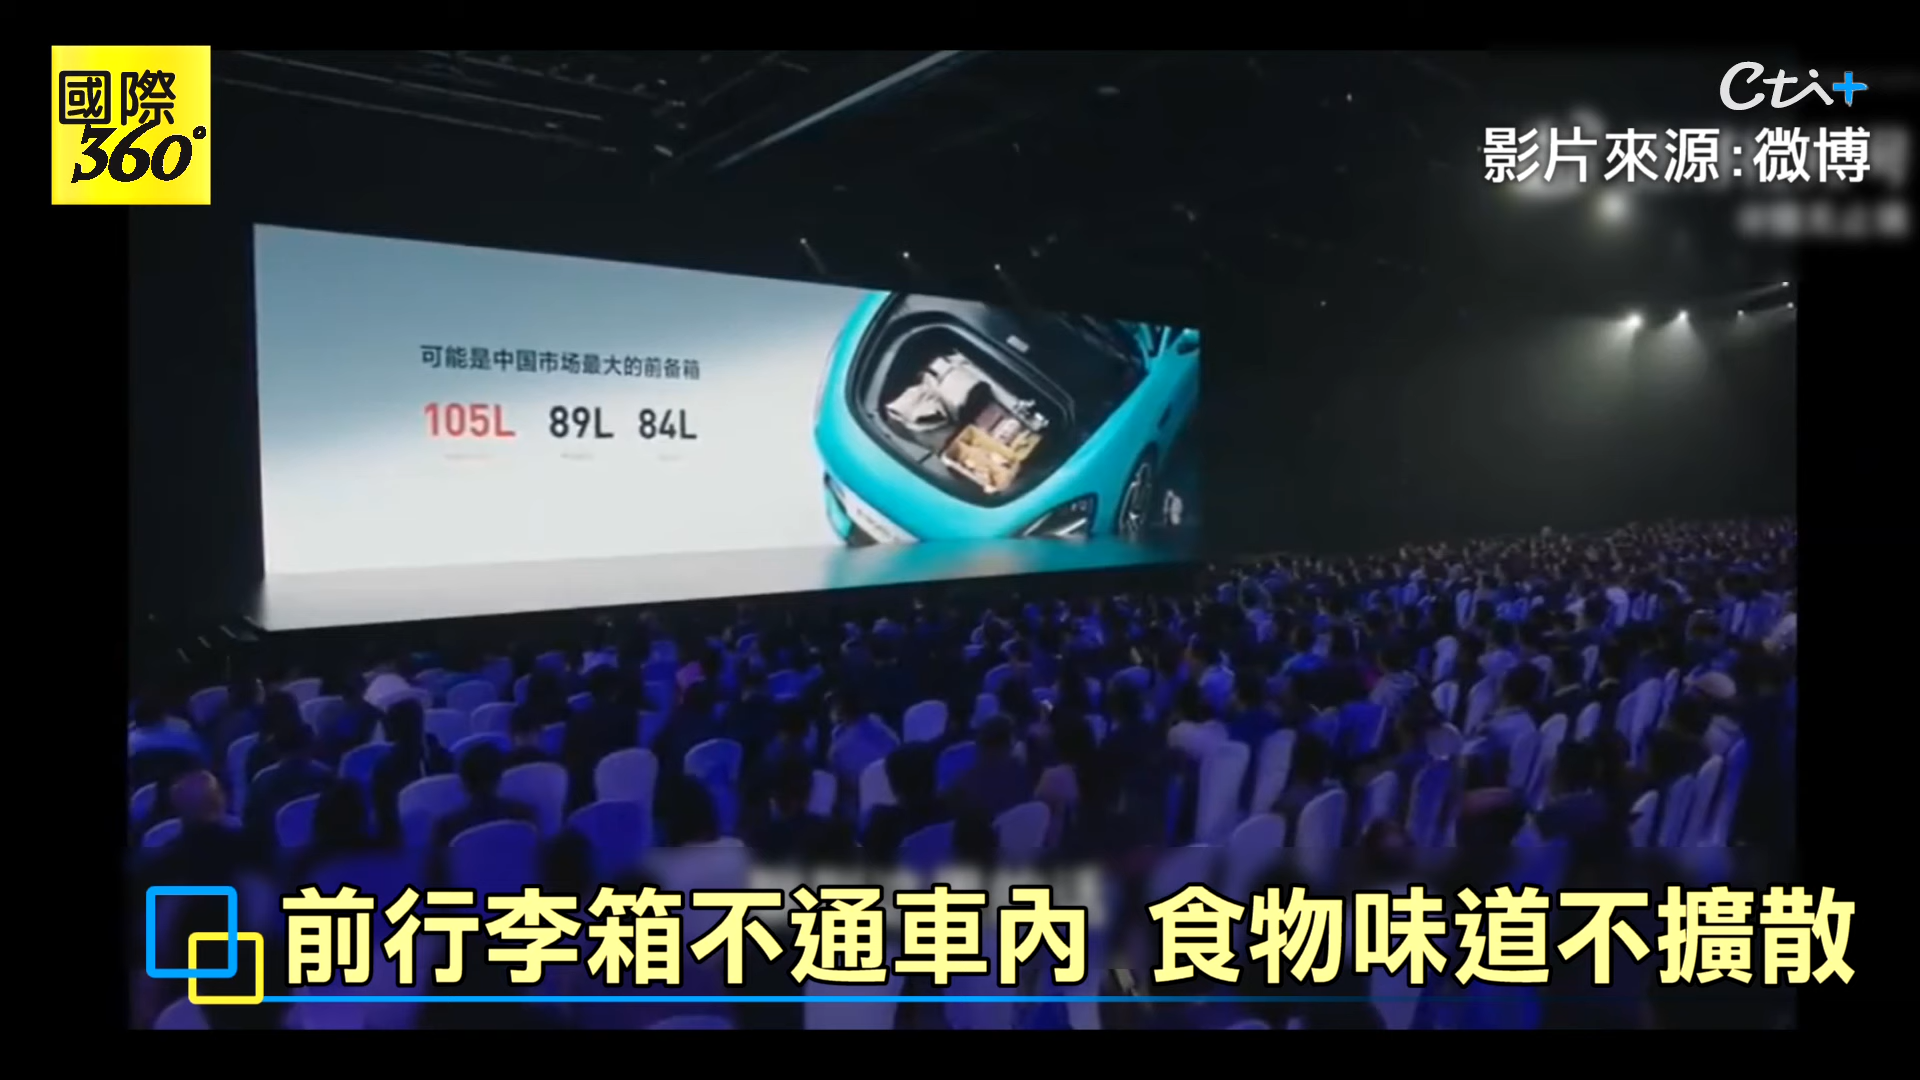 國際
360°
Cti+
影片來源:微博
可能是中国市场最大的前备箱
105L 89L 84L
前行李箱不通車內 食物味道不擴散